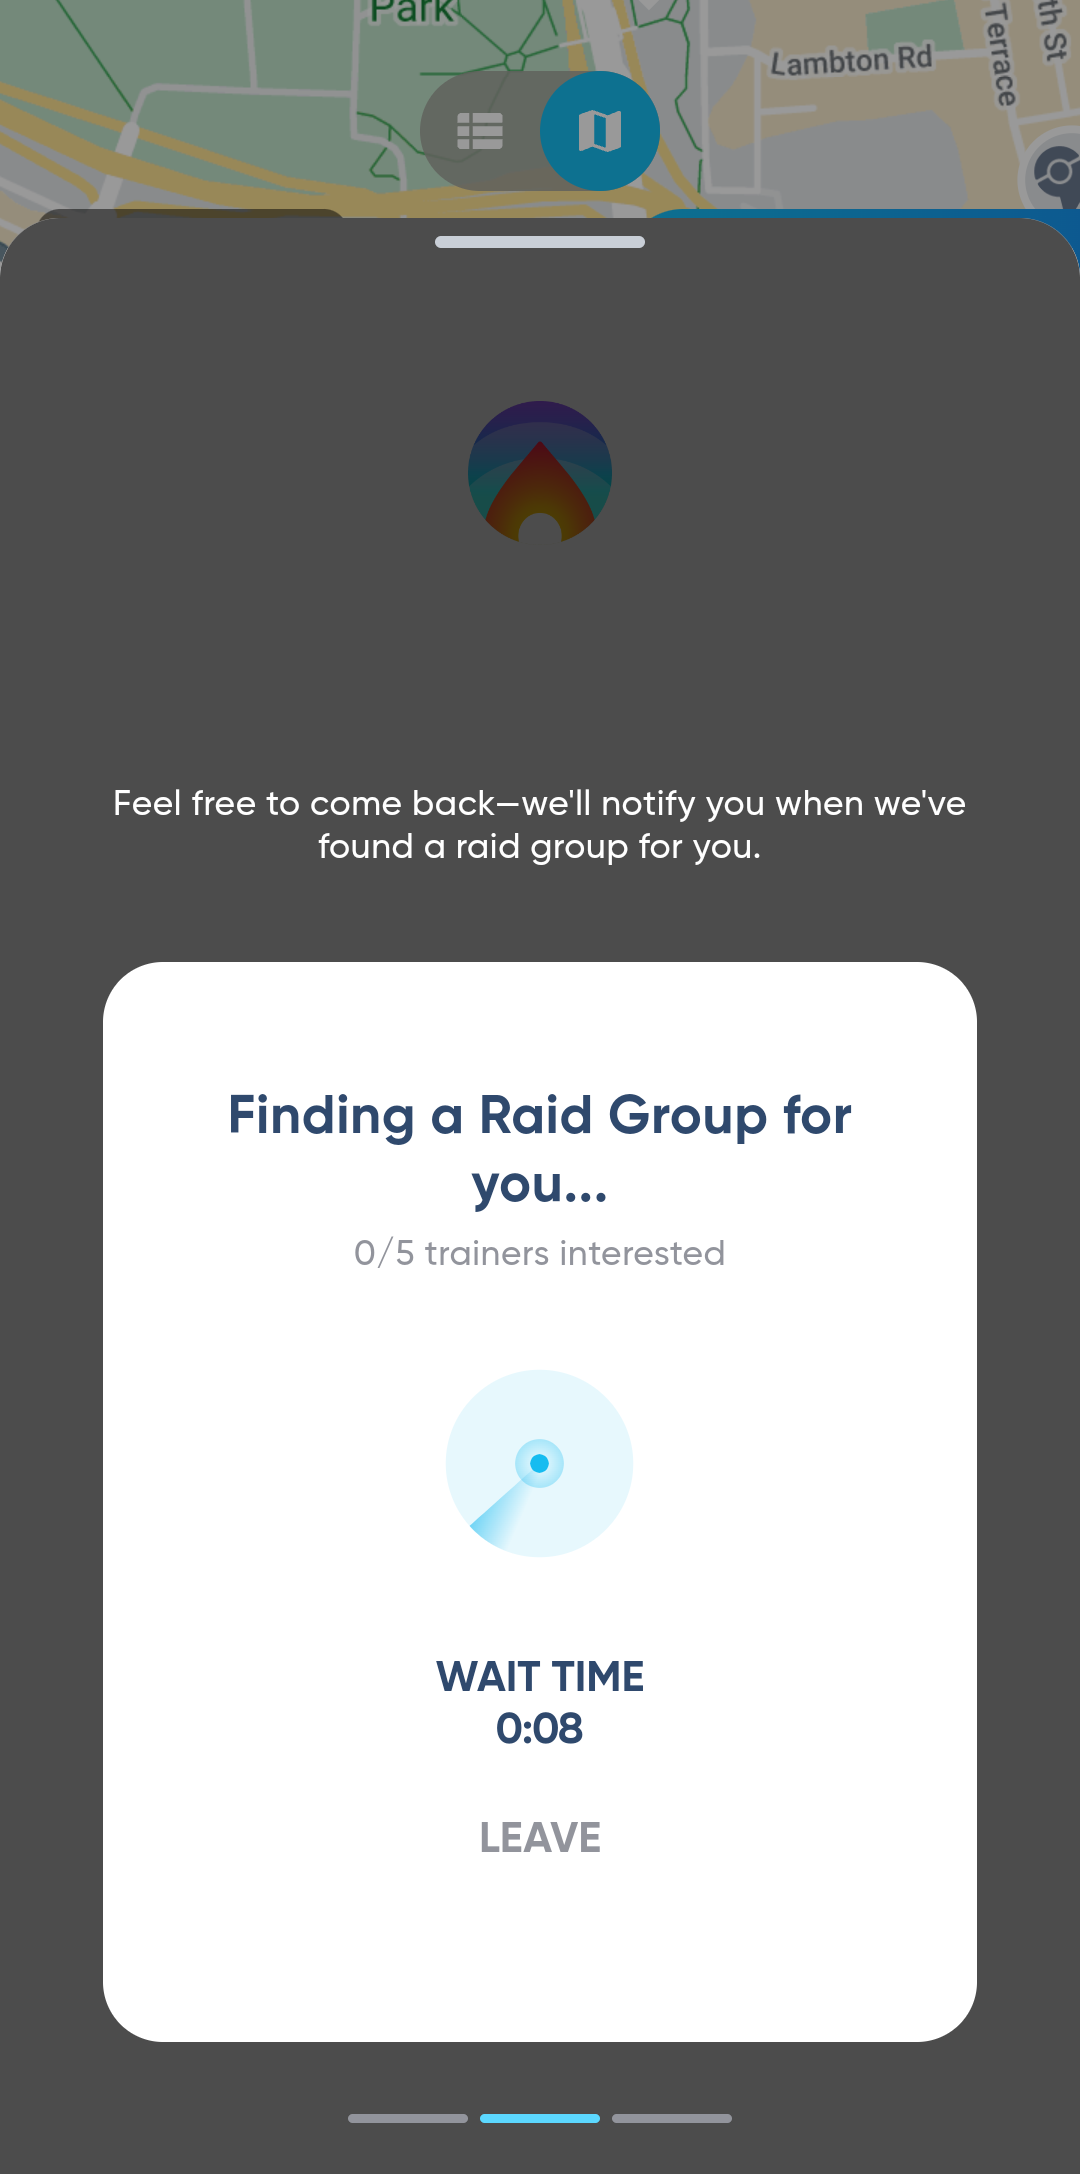 Park
Lambton Rd
Terrace
th St
Feel free to come back—we'll notify you when we've
found a raid group for you.
Finding a Raid Group for
you...
0/5 trainers interested
WAIT TIME
0:08
LEAVE